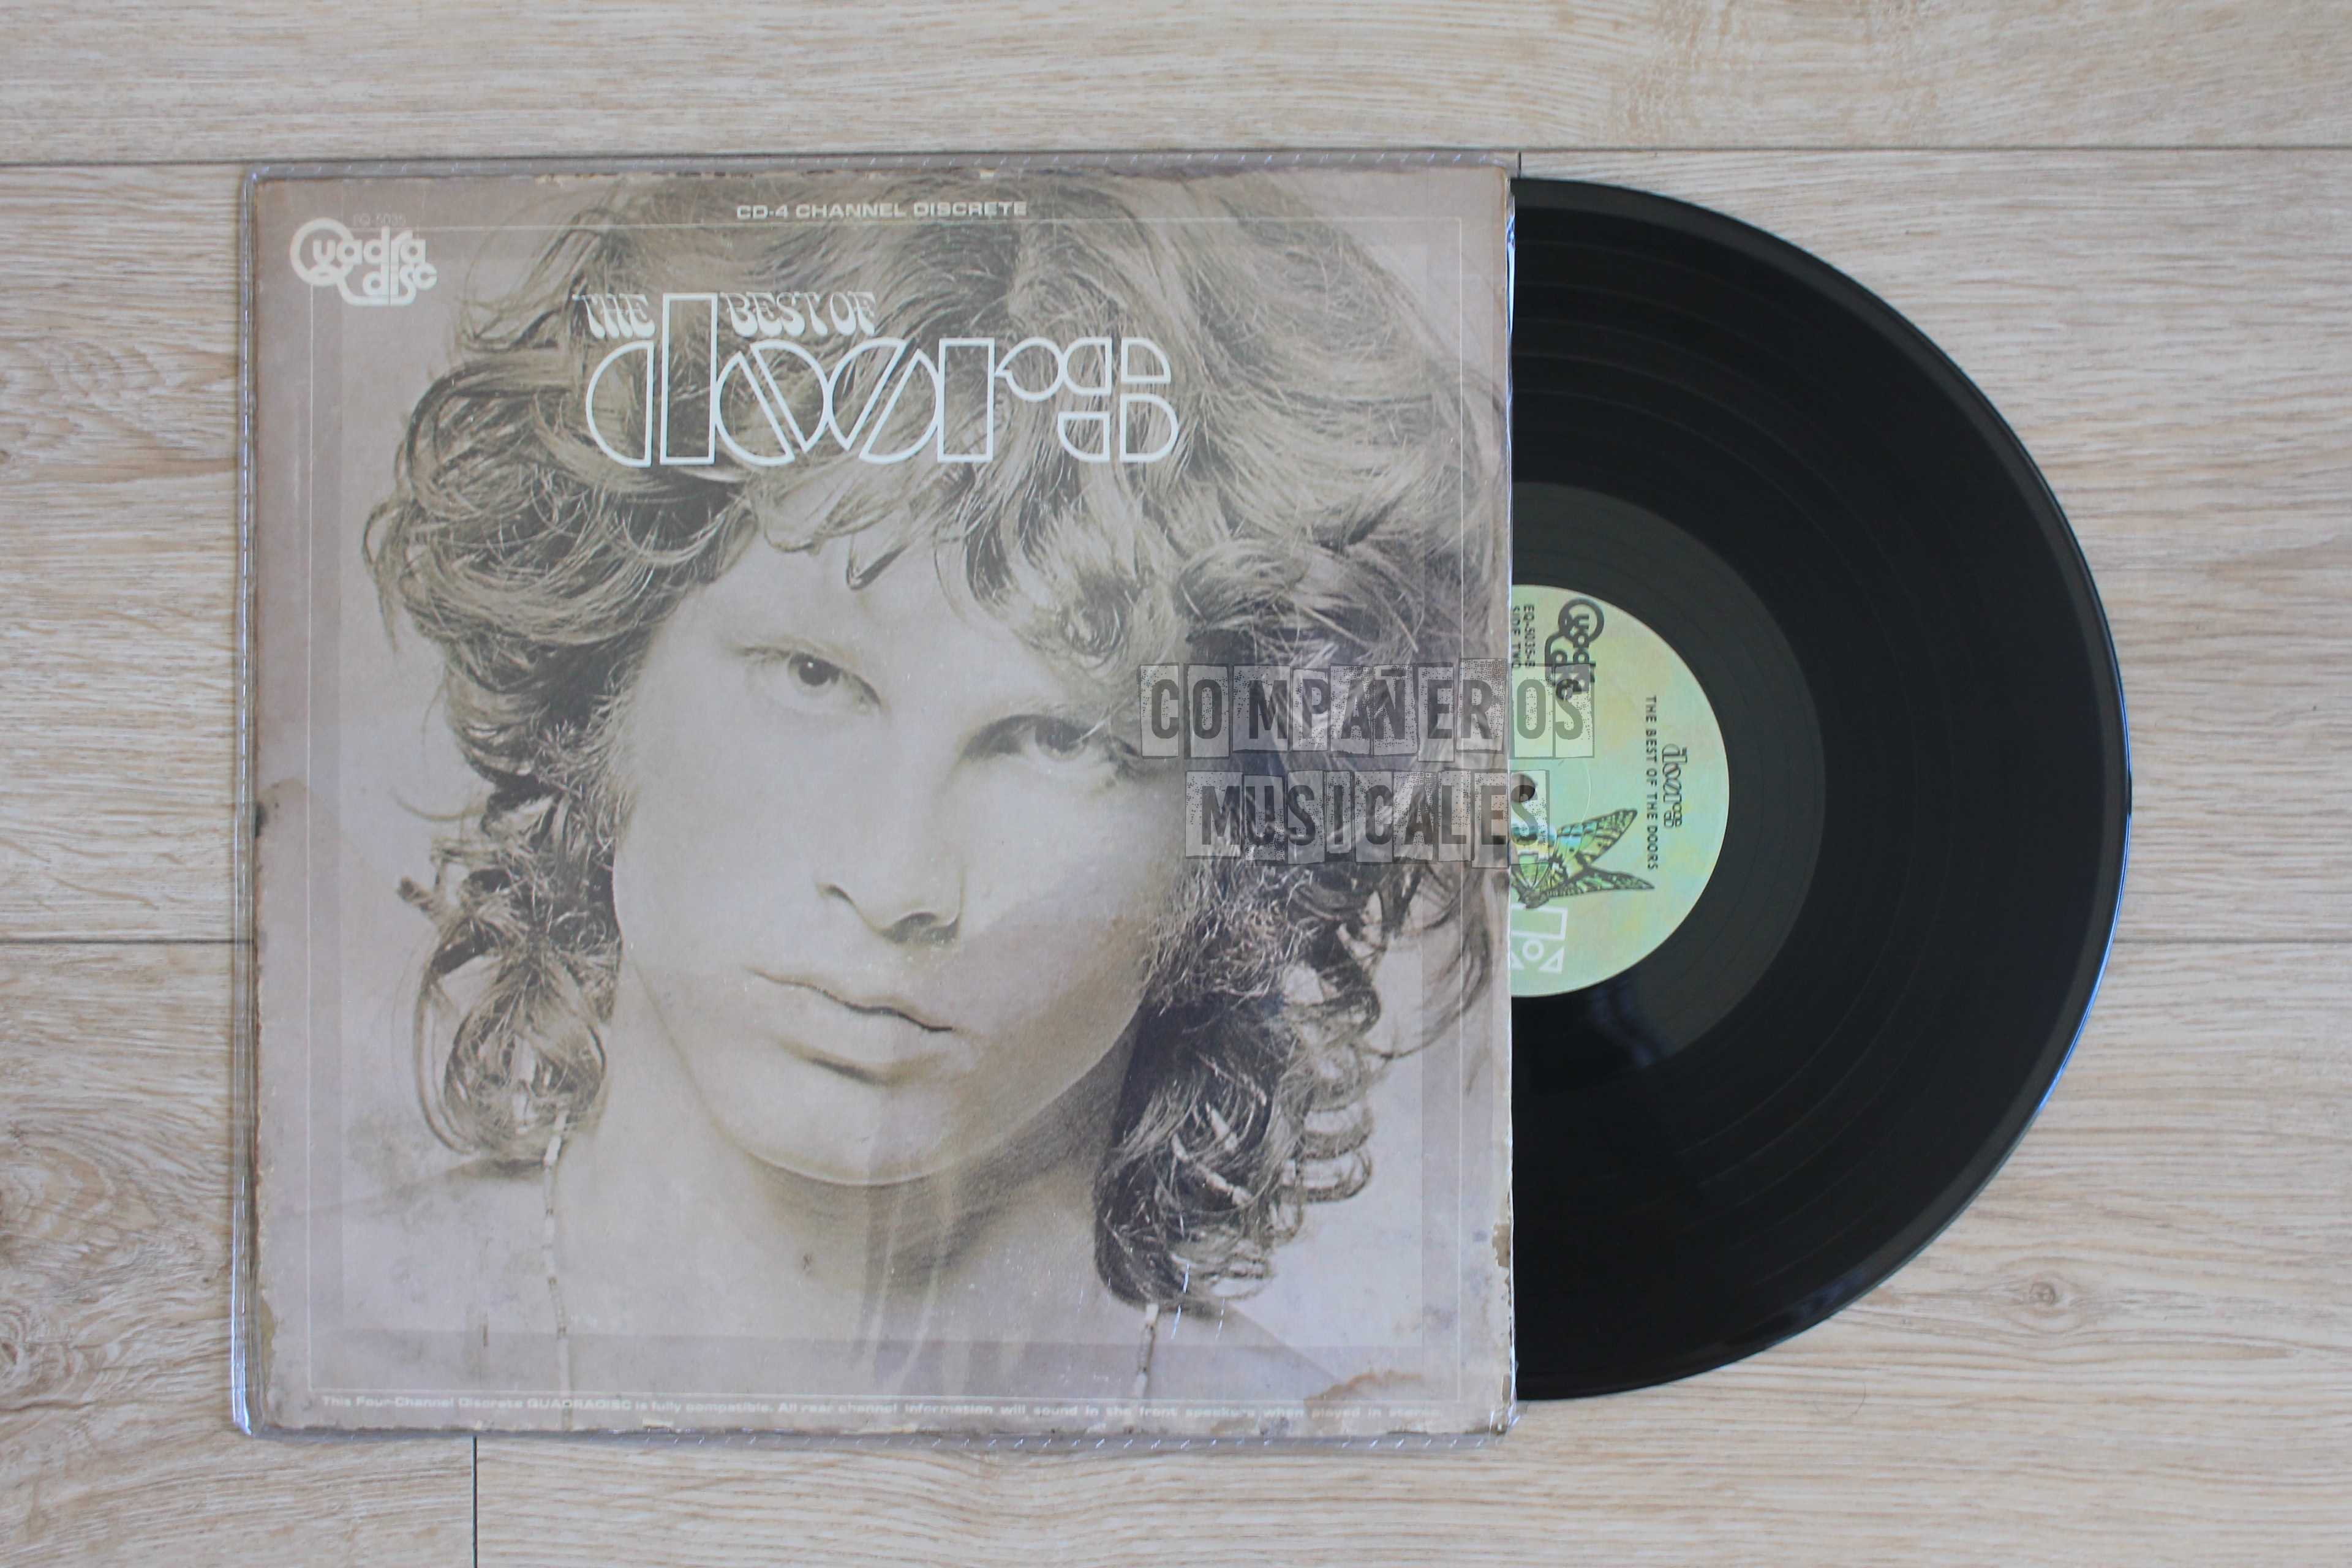 CD-4 CHANNEL DISCRETE
EQ 5035
Quadra
disc
THE BEST OF
doors
COMPAÑEROS
MUSICALES
EQ-5035-B
SIDE TWO
doors
THE BEST OF THE DOORS
This Four-Channel Discrete QUADRADISC is fully compatible. All rear channel information will sound in the front speakers when played in stereo.